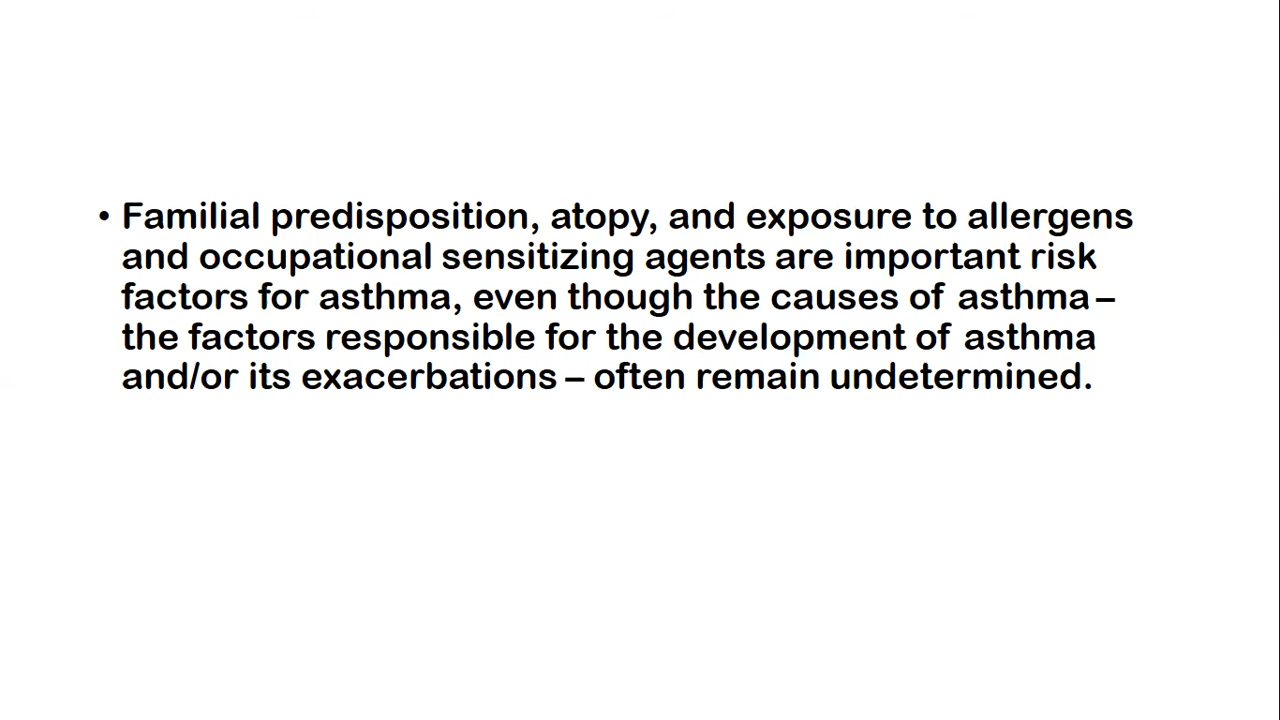 • Familial predisposition, atopy, and exposure to allergens
and occupational sensitizing agents are important risk
factors for asthma, even though the causes of asthma –
the factors responsible for the development of asthma
and/or its exacerbations – often remain undetermined.